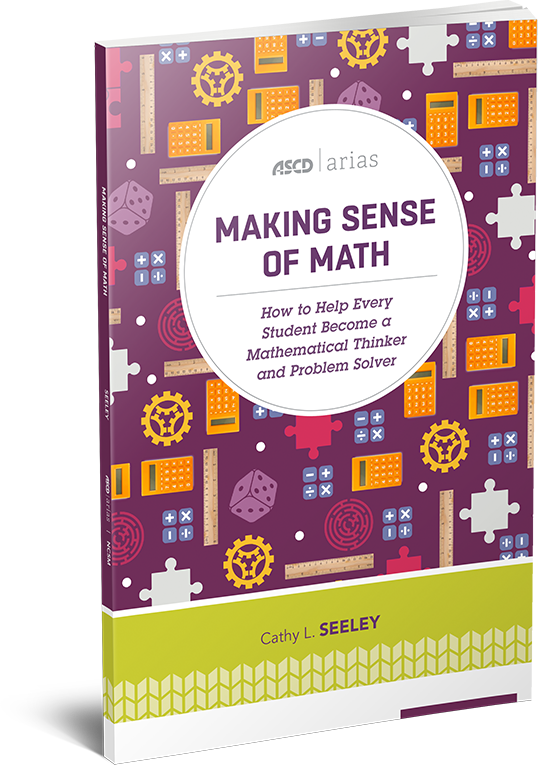 ASCD | arias
MAKING SENSE
OF MATH
How to Help Every
Student Become a
Mathematical Thinker
and Problem Solver
Cathy L. SEELEY
MAKING SENSE OF MATH
SEELEY
ASCD arias | NCSM